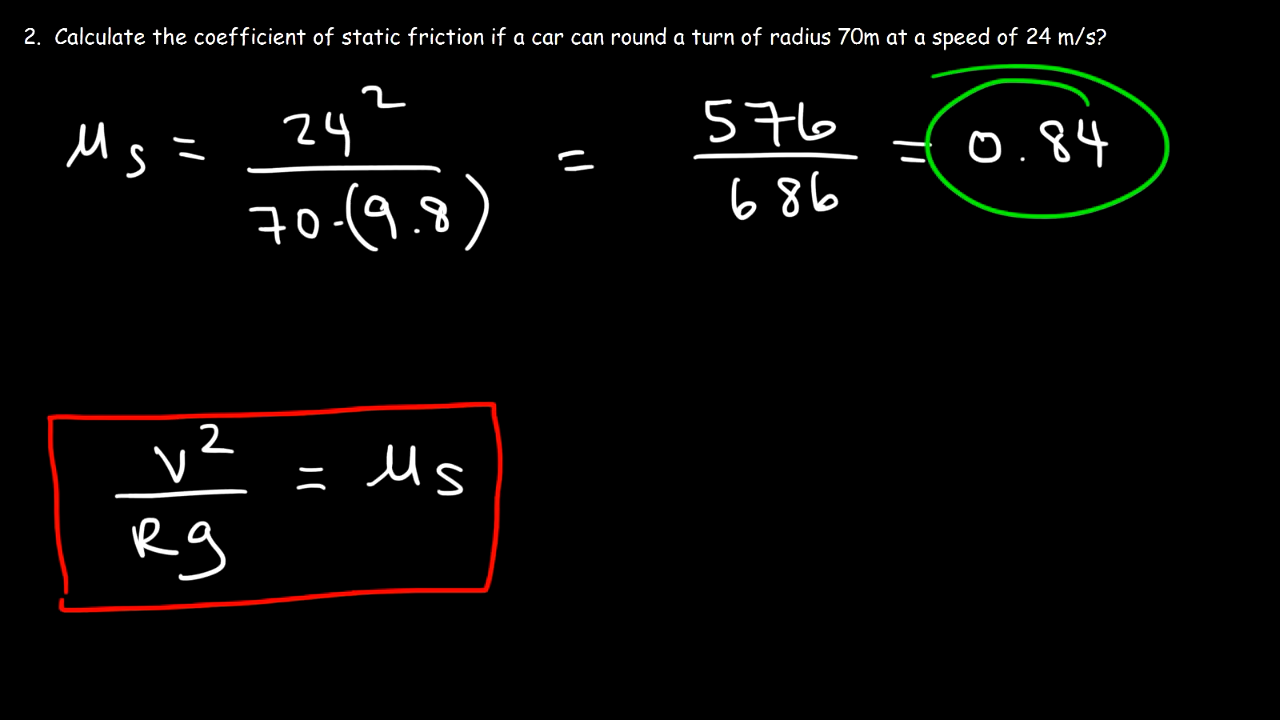 2. Calculate the coefficient of static friction if a car can round a turn of radius 70m at a speed of 24 m/s?
μs = 24² / 70·(9.8) = 576 / 686 = 0.84
v² / Rg = μs